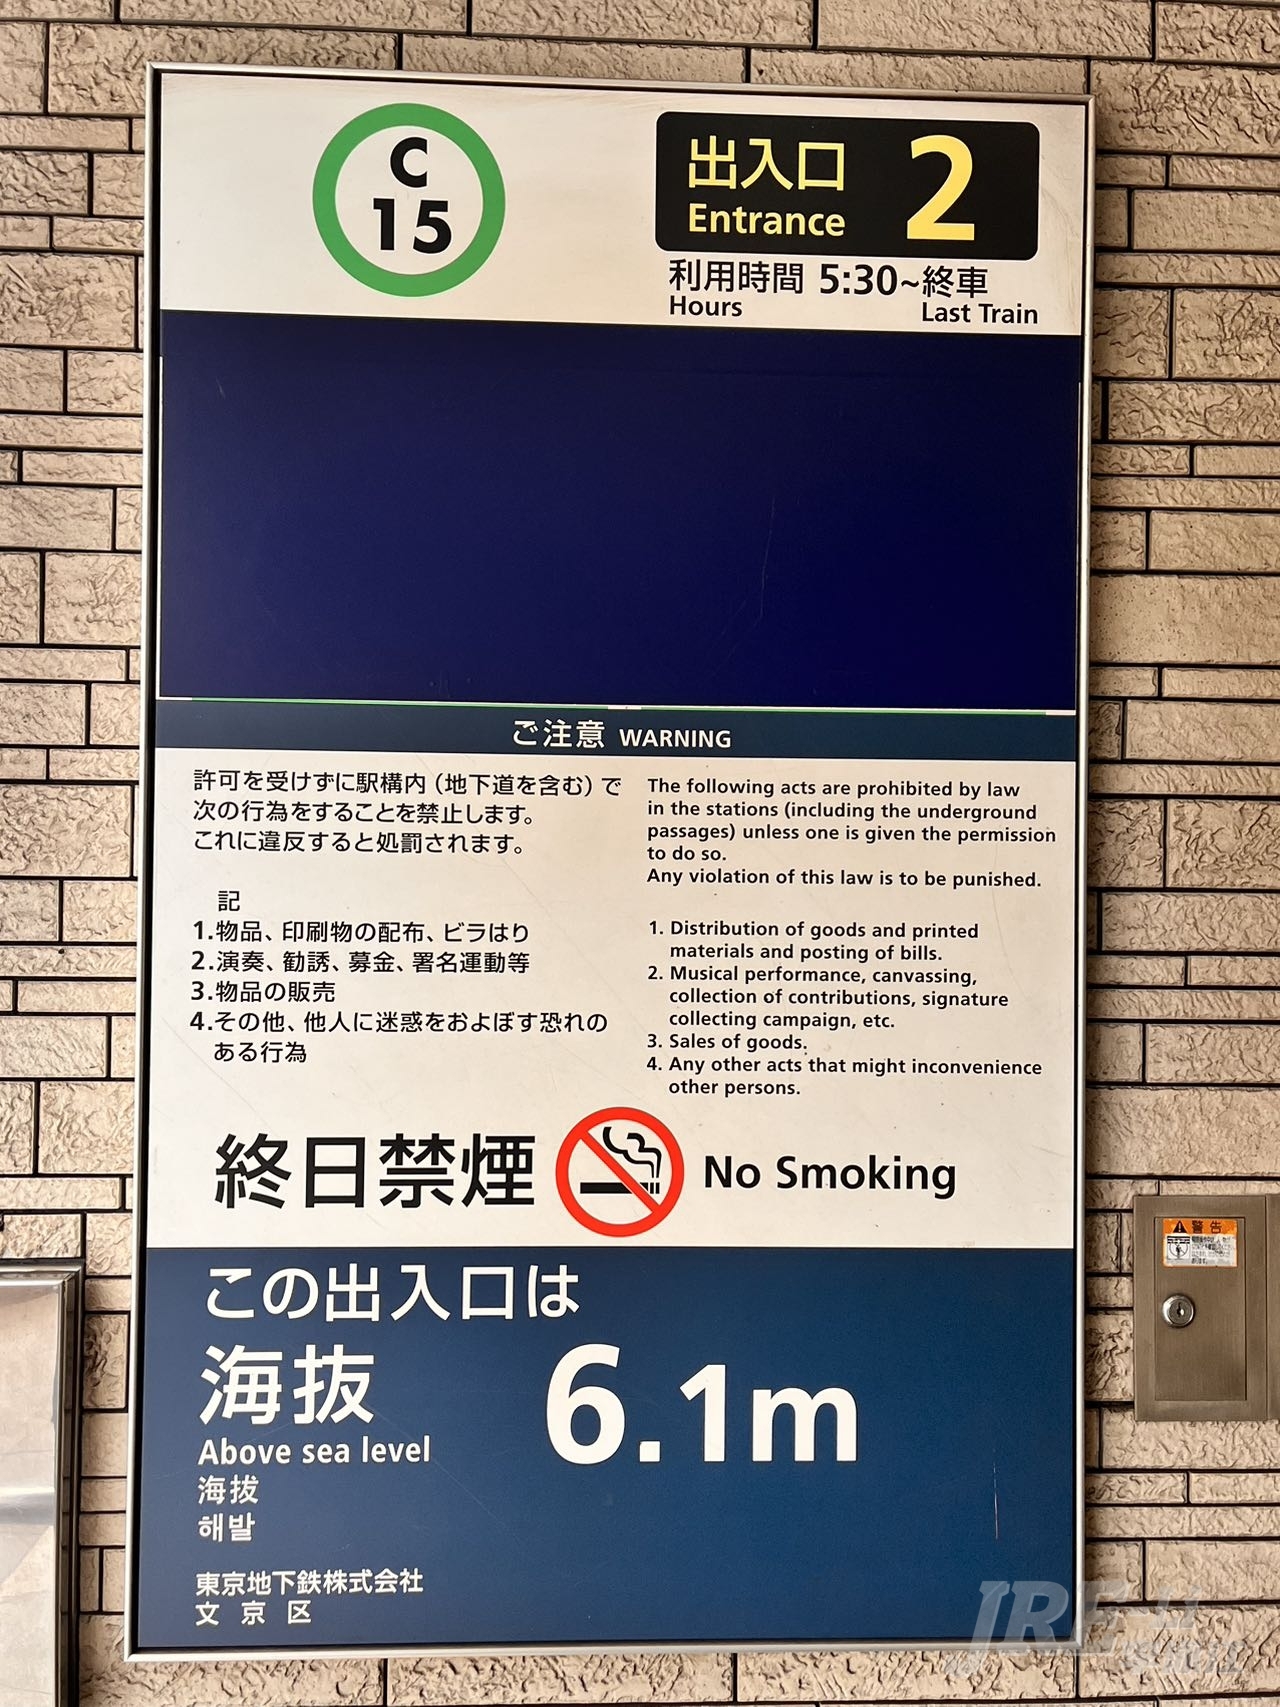 C
15
出入口 2
Entrance
利用時間 5:30~終車
Hours Last Train
ご注意 WARNING
許可を受けずに駅構内（地下道を含む）で
次の行為をすることを禁止します。
これに違反すると処罰されます。
記
1.物品、印刷物の配布、ビラはり
2.演奏、勧誘、募金、署名運動等
3.物品の販売
4.その他、他人に迷惑をおよぼす恐れの
ある行為
The following acts are prohibited by law
in the stations (including the underground
passages) unless one is given the permission
to do so.
Any violation of this law is to be punished.
1. Distribution of goods and printed
materials and posting of bills.
2. Musical performance, canvassing,
collection of contributions, signature
collecting campaign, etc.
3. Sales of goods.
4. Any other acts that might inconvenience
other persons.
終日禁煙 No Smoking
この出入口は
海抜 6.1m
Above sea level
海拔
해발
東京地下鉄株式会社
文京区
警告